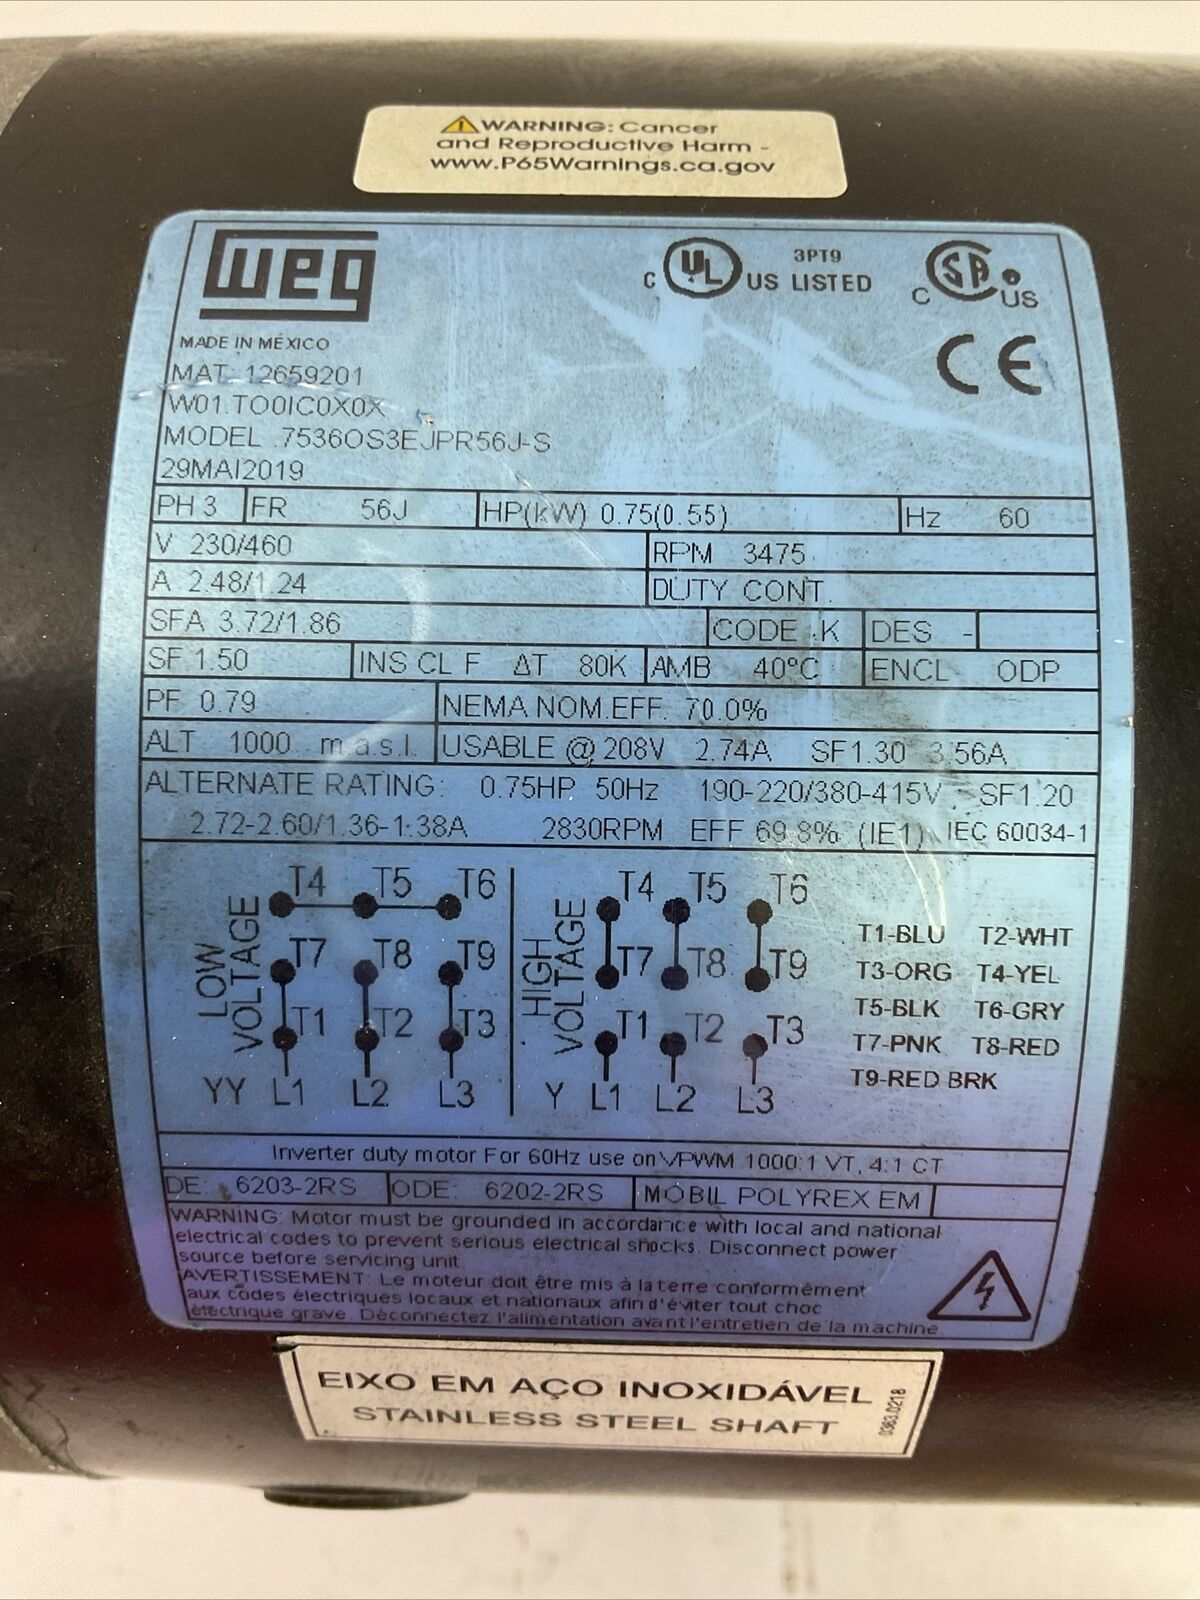 WARNING: Cancer
and Reproductive Harm -
www.P65Warnings.ca.gov
WEG
C UL US LISTED 3PT9
C SA US
CE
MADE IN MÉXICO
MAT: 12659201
W01.TO0IC0X0X
MODEL .7536OS3EJPR56J-S
29MAI2019
PH 3 FR 56J HP(kW) 0.75(0.55) Hz 60
V 230/460 RPM 3475
A 2.48/1.24 DUTY CONT.
SFA 3.72/1.86 CODE K DES -
SF 1.50 INS CL F ΔT 80K AMB 40°C ENCL ODP
PF 0.79 NEMA NOM.EFF. 70.0%
ALT 1000 m.a.s.l. USABLE @ 208V 2.74A SF1.30 3.56A
ALTERNATE RATING: 0.75HP 50Hz 190-220/380-415V SF1.20
2.72-2.60/1.36-1.38A 2830RPM EFF 69.8% (IE1) IEC 60034-1
LOW VOLTAGE
T4 T5 T6
T7 T8 T9
T1 T2 T3
YY L1 L2 L3
HIGH VOLTAGE
T4 T5 T6
T7 T8 T9
T1 T2 T3
Y L1 L2 L3
T1-BLU T2-WHT
T3-ORG T4-YEL
T5-BLK T6-GRY
T7-PNK T8-RED
T9-RED BRK
Inverter duty motor For 60Hz use on VPWM 1000:1 VT, 4:1 CT
DE: 6203-2RS ODE: 6202-2RS MOBIL POLYREX EM
WARNING: Motor must be grounded in accordance with local and national
electrical codes to prevent serious electrical shocks. Disconnect power
source before servicing unit.
AVERTISSEMENT: Le moteur doit être mis à la terre conformément
aux codes électriques locaux et nationaux afin d'éviter tout choc
électrique grave. Déconnectez l'alimentation avant l'entretien de la machine.
EIXO EM AÇO INOXIDÁVEL
STAINLESS STEEL SHAFT
0363.0218